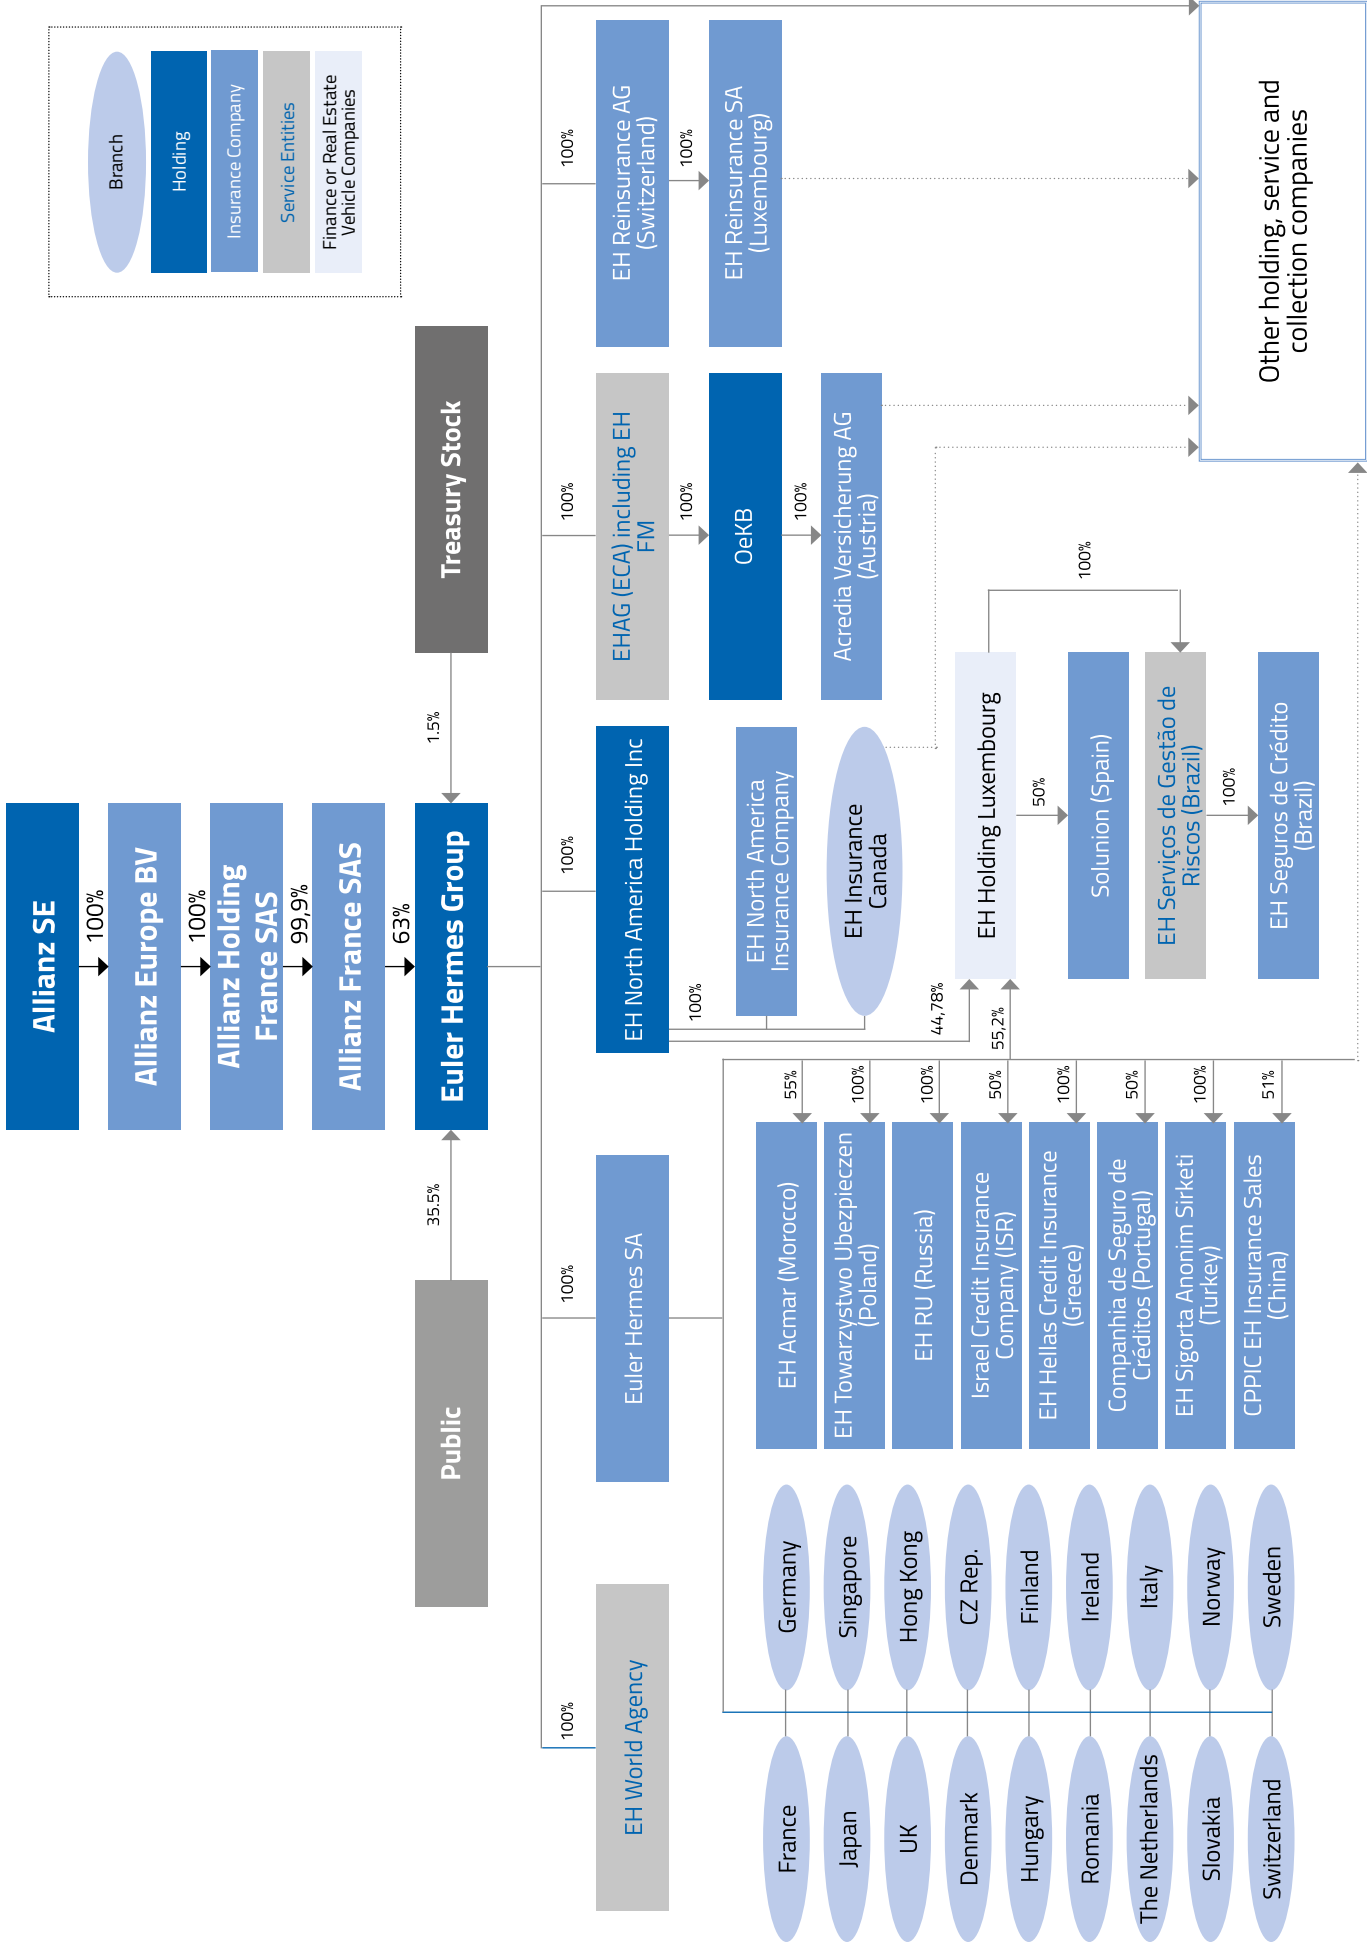 Branch
Holding
Insurance Company
Service Entities
Finance or Real Estate
Vehicle Companies
Allianz SE
100%
Allianz Europe BV
100%
Allianz Holding
France SAS
99,9%
Allianz France SAS
63%
Public
35.5%
Euler Hermes Group
1.5%
Treasury Stock
100%
100%
100%
100%
100%
EH World Agency
Euler Hermes SA
EH North America Holding Inc
EHAG (ECA) including EH
FM
EH Reinsurance AG
(Switzerland)
100%
100%
100%
EH North America
Insurance Company
OeKB
EH Reinsurance SA
(Luxembourg)
100%
EH Insurance
Canada
Acredia Versicherung AG
(Austria)
44,78%
55,2%
EH Holding Luxembourg
100%
50%
Solunion (Spain)
EH Serviços de Gestão de
Riscos (Brazil)
100%
EH Seguros de Crédito
(Brazil)
55%
EH Acmar (Morocco)
100%
EH Towarzystwo Ubezpieczen
(Poland)
100%
EH RU (Russia)
50%
Israel Credit Insurance
Company (ISR)
100%
EH Hellas Credit Insurance
(Greece)
50%
Companhia de Seguro de
Créditos (Portugal)
100%
EH Sigorta Anonim Sirketi
(Turkey)
51%
CPPIC EH Insurance Sales
(China)
France
Germany
Japan
Singapore
UK
Hong Kong
Denmark
CZ Rep.
Hungary
Finland
Romania
Ireland
The Netherlands
Italy
Slovakia
Norway
Switzerland
Sweden
Other holding, service and
collection companies